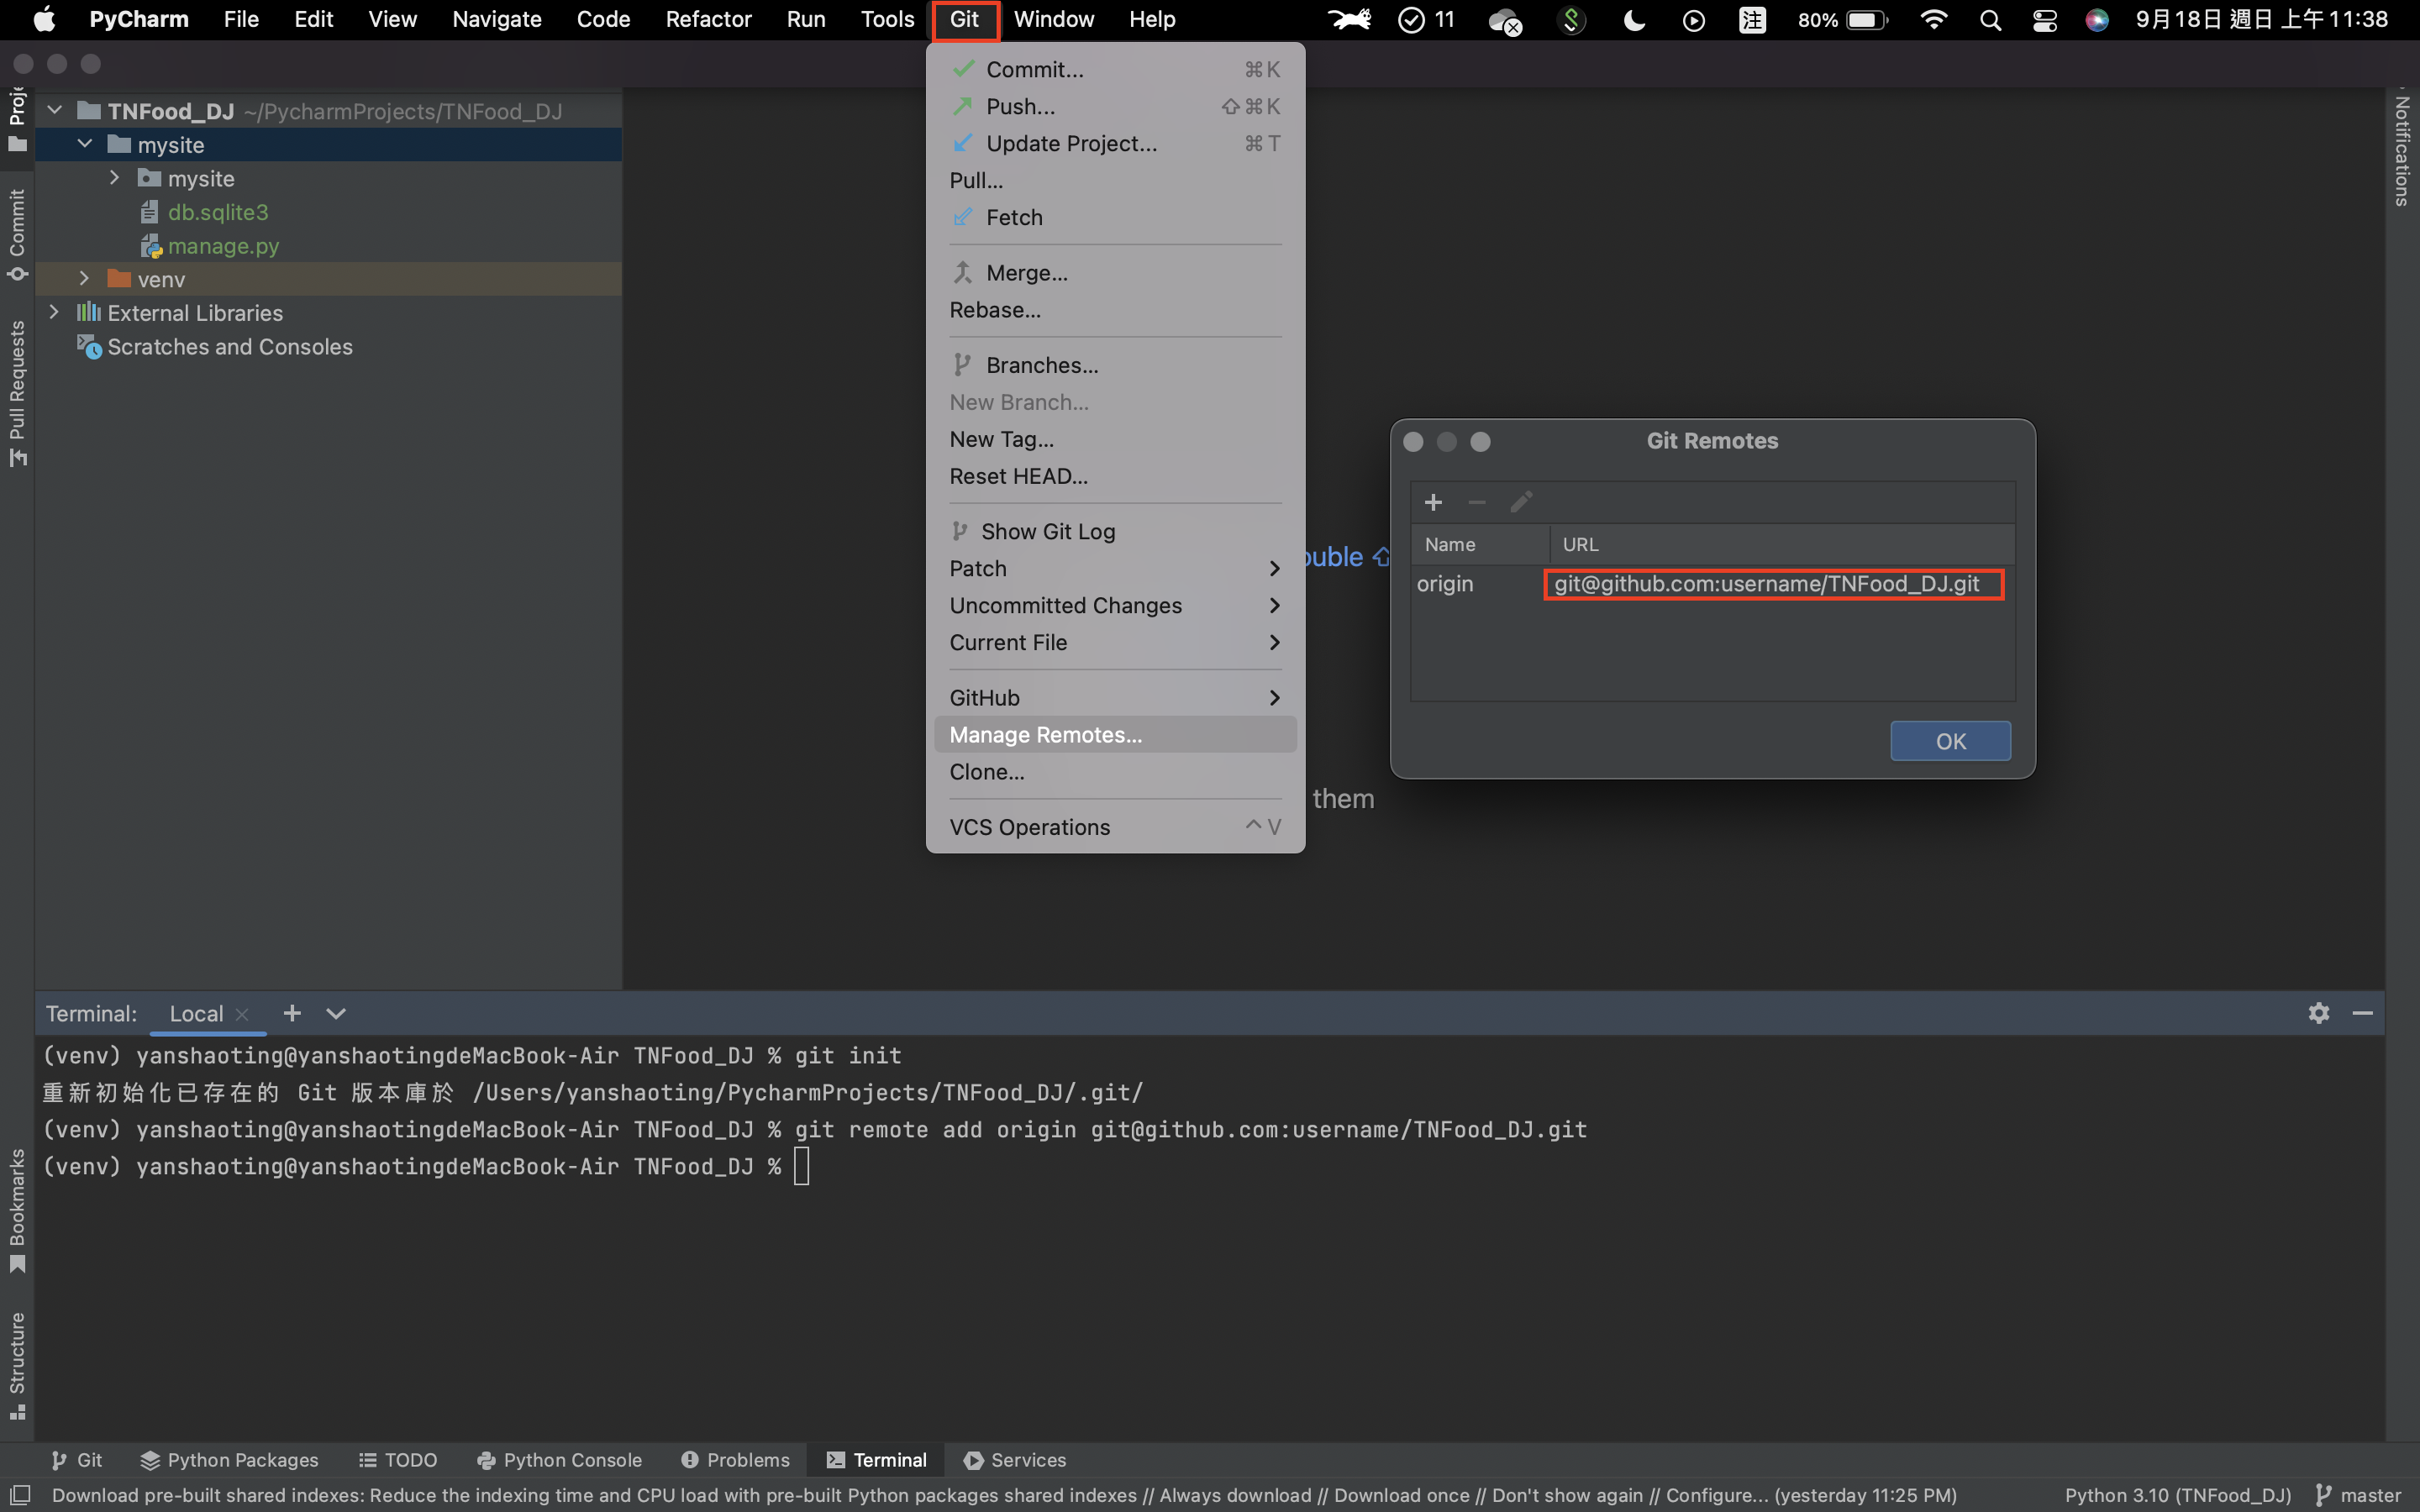 PyCharm File Edit View Navigate Code Refactor Run Tools Git Window Help 11 注 80% 9月18日 週日 上午11:38
Proje
Commit
Pull Requests
Bookmarks
Structure
TNFood_DJ ~/PycharmProjects/TNFood_DJ
mysite
mysite
db.sqlite3
manage.py
venv
External Libraries
Scratches and Consoles
Commit... ⌘K
Push... ⇧⌘K
Update Project... ⌘T
Pull...
Fetch
Merge...
Rebase...
Branches...
New Branch...
New Tag...
Reset HEAD...
Show Git Log
Patch
Uncommitted Changes
Current File
GitHub
Manage Remotes...
Clone...
VCS Operations ^V
ouble ⇧
them
Git Remotes
Name URL
origin git@github.com:username/TNFood_DJ.git
OK
Notifications
Terminal: Local
(venv) yanshaoting@yanshaotingdeMacBook-Air TNFood_DJ % git init
重新初始化已存在的 Git 版本庫於 /Users/yanshaoting/PycharmProjects/TNFood_DJ/.git/
(venv) yanshaoting@yanshaotingdeMacBook-Air TNFood_DJ % git remote add origin git@github.com:username/TNFood_DJ.git
(venv) yanshaoting@yanshaotingdeMacBook-Air TNFood_DJ %
Git Python Packages TODO Python Console Problems Terminal Services
Download pre-built shared indexes: Reduce the indexing time and CPU load with pre-built Python packages shared indexes // Always download // Download once // Don't show again // Configure... (yesterday 11:25 PM) Python 3.10 (TNFood_DJ) master